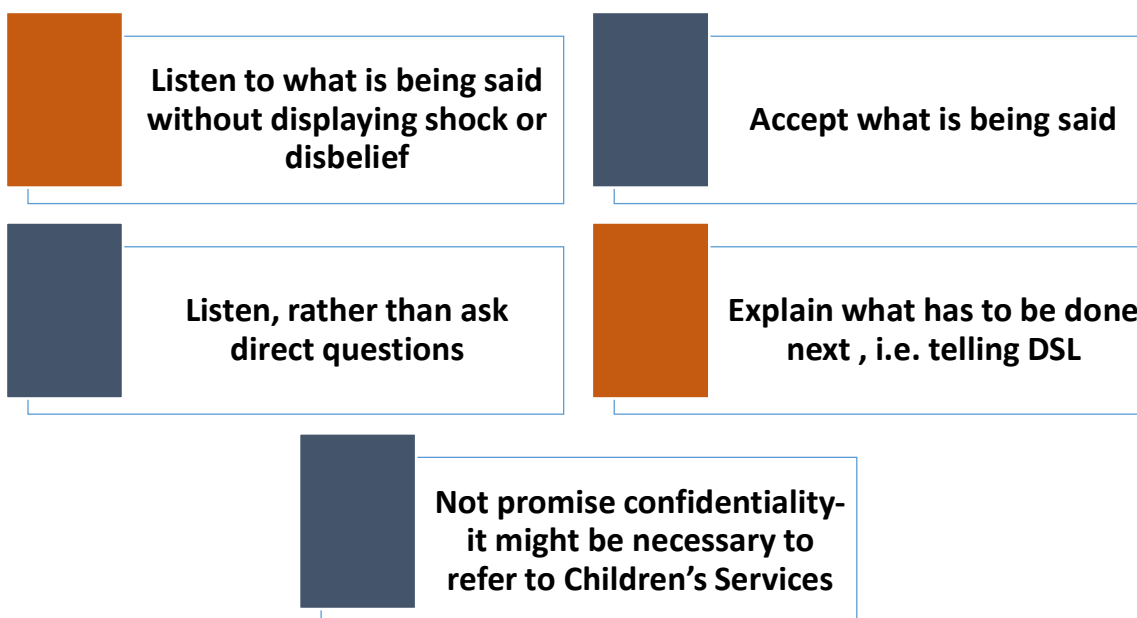 Listen to what is being said
without displaying shock or
disbelief
Accept what is being said
Listen, rather than ask
direct questions
Explain what has to be done
next , i.e. telling DSL
Not promise confidentiality-
it might be necessary to
refer to Children’s Services